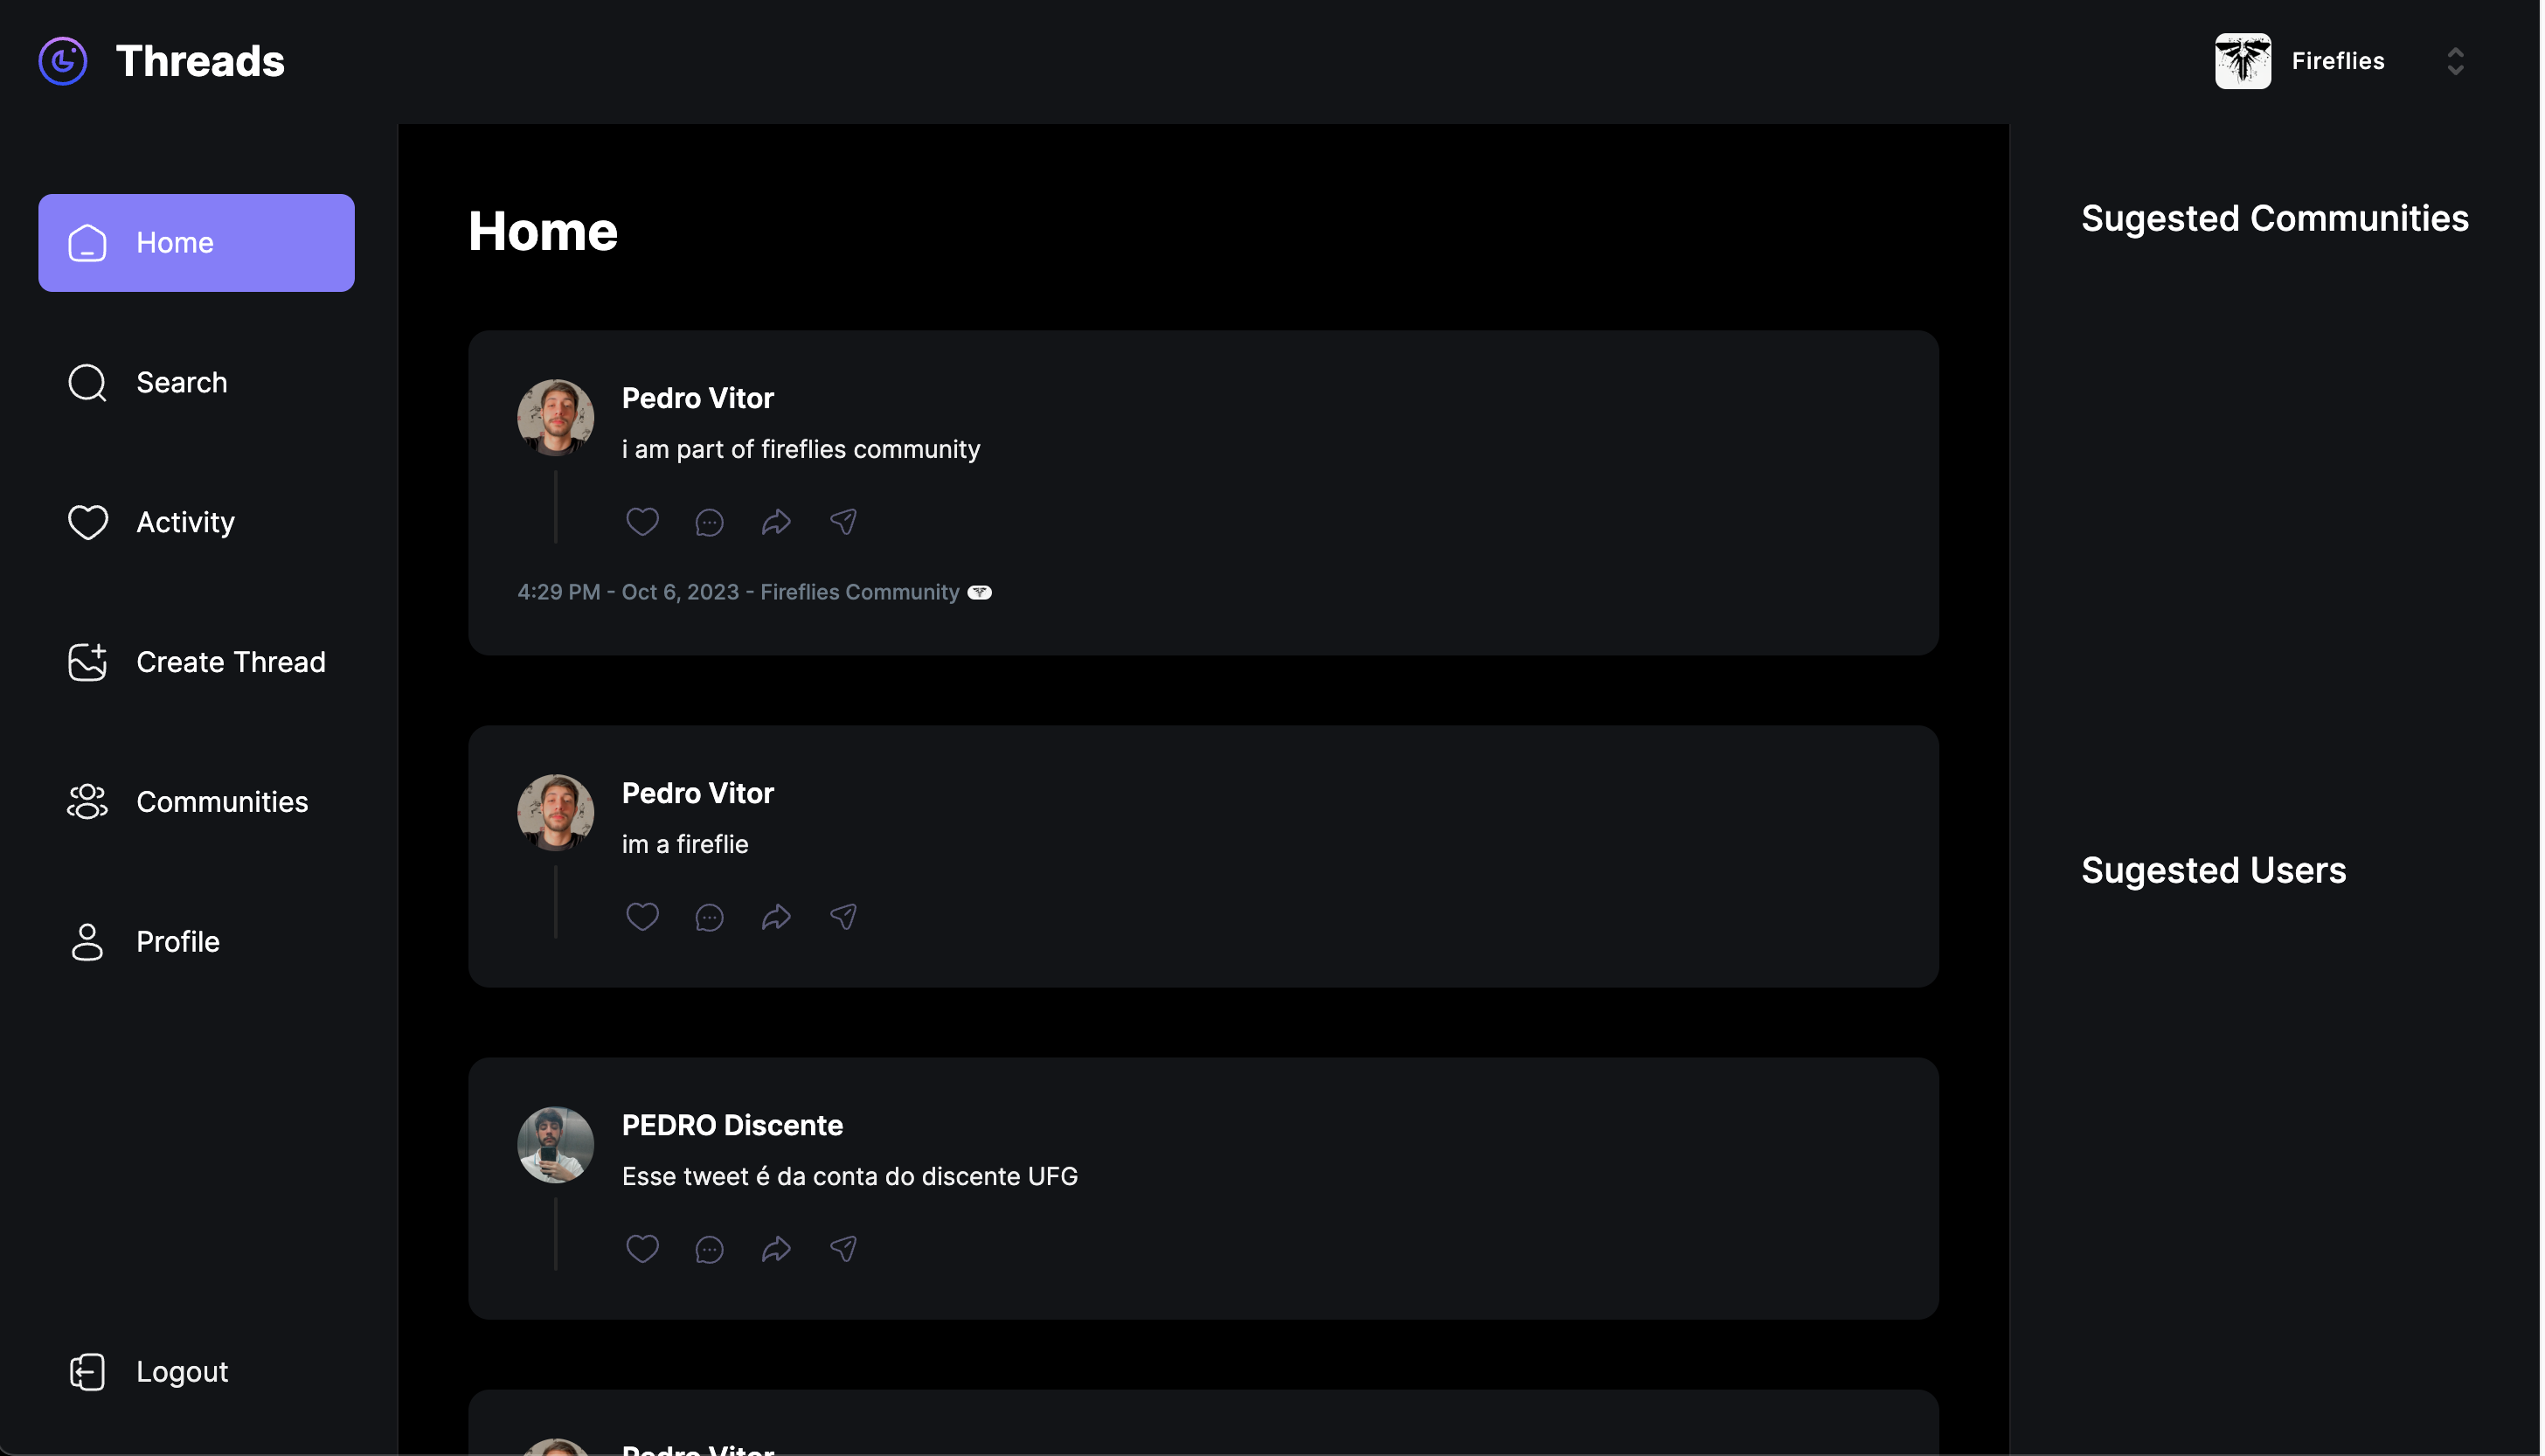 Threads
Fireflies
Home
Search
Activity
Create Thread
Communities
Profile
Logout
Home
Pedro Vitor
i am part of fireflies community
4:29 PM - Oct 6, 2023 - Fireflies Community
Pedro Vitor
im a fireflie
PEDRO Discente
Esse tweet é da conta do discente UFG
Pedro Vitor
Sugested Communities
Sugested Users